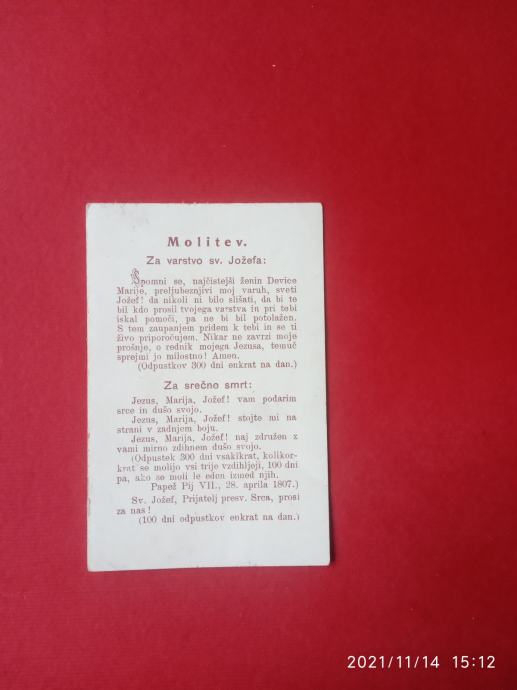 Molitev.
Za varstvo sv. Jožefa:
Spomni se, najčistejši ženin Device
Marije, preljubeznjivi moj varuh, sveti
Jožef! da nikoli ni bilo slišati, da bi te
bil kdo prosil tvojega varstva in pri tebi
iskal pomoči, pa ne bi bil potolažen.
S tem zaupanjem pridem k tebi in se ti
živo priporočujem. Nikar ne zavrzi moje
prošnje, o rednik mojega Jezusa, temuč
sprejmi jo milostno! Amen.
(Odpustkov 300 dni enkrat na dan.)
Za srečno smrt:
Jezus, Marija, Jožef! vam podarim
srce in dušo svojo.
Jezus, Marija, Jožef! stojte mi na
strani v zadnjem boju.
Jezus, Marija, Jožef! naj združen z
vami mirno zdihnem dušo svojo.
(Odpustek 300 dni vsakikrat, kolikor-
krat se molijo vsi trije vzdihljeji, 100 dni
pa, ako se moli le eden izmed njih.
Papež Pij VII., 28. aprila 1807.)
Sv. Jožef, Prijatelj presv. Srca, prosi
za nas!
(100 dni odpustkov enkrat na dan.)
2021/11/14 15:12